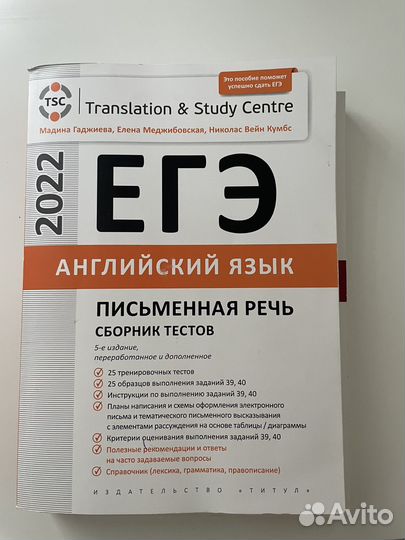 Это пособие поможет
успешно сдать ЕГЭ
TSC
Translation & Study Centre
Мадина Гаджиева, Елена Меджибовская, Николас Вейн Кумбс
2022
ЕГЭ
АНГЛИЙСКИЙ ЯЗЫК
ПИСЬМЕННАЯ РЕЧЬ
СБОРНИК ТЕСТОВ
5-е издание,
переработанное и дополненное
25 тренировочных тестов
25 образцов выполнения заданий 39, 40
Инструкции по выполнению заданий 39, 40
Планы написания и схемы оформления электронного
письма и тематического письменного высказывания
с элементами рассуждения на основе таблицы / диаграммы
Критерии оценивания выполнения заданий 39, 40
Полезные рекомендации и ответы
на часто задаваемые вопросы
Справочник (лексика, грамматика, правописание)
ИЗДАТЕЛЬСТВО «ТИТУЛ»
Avito